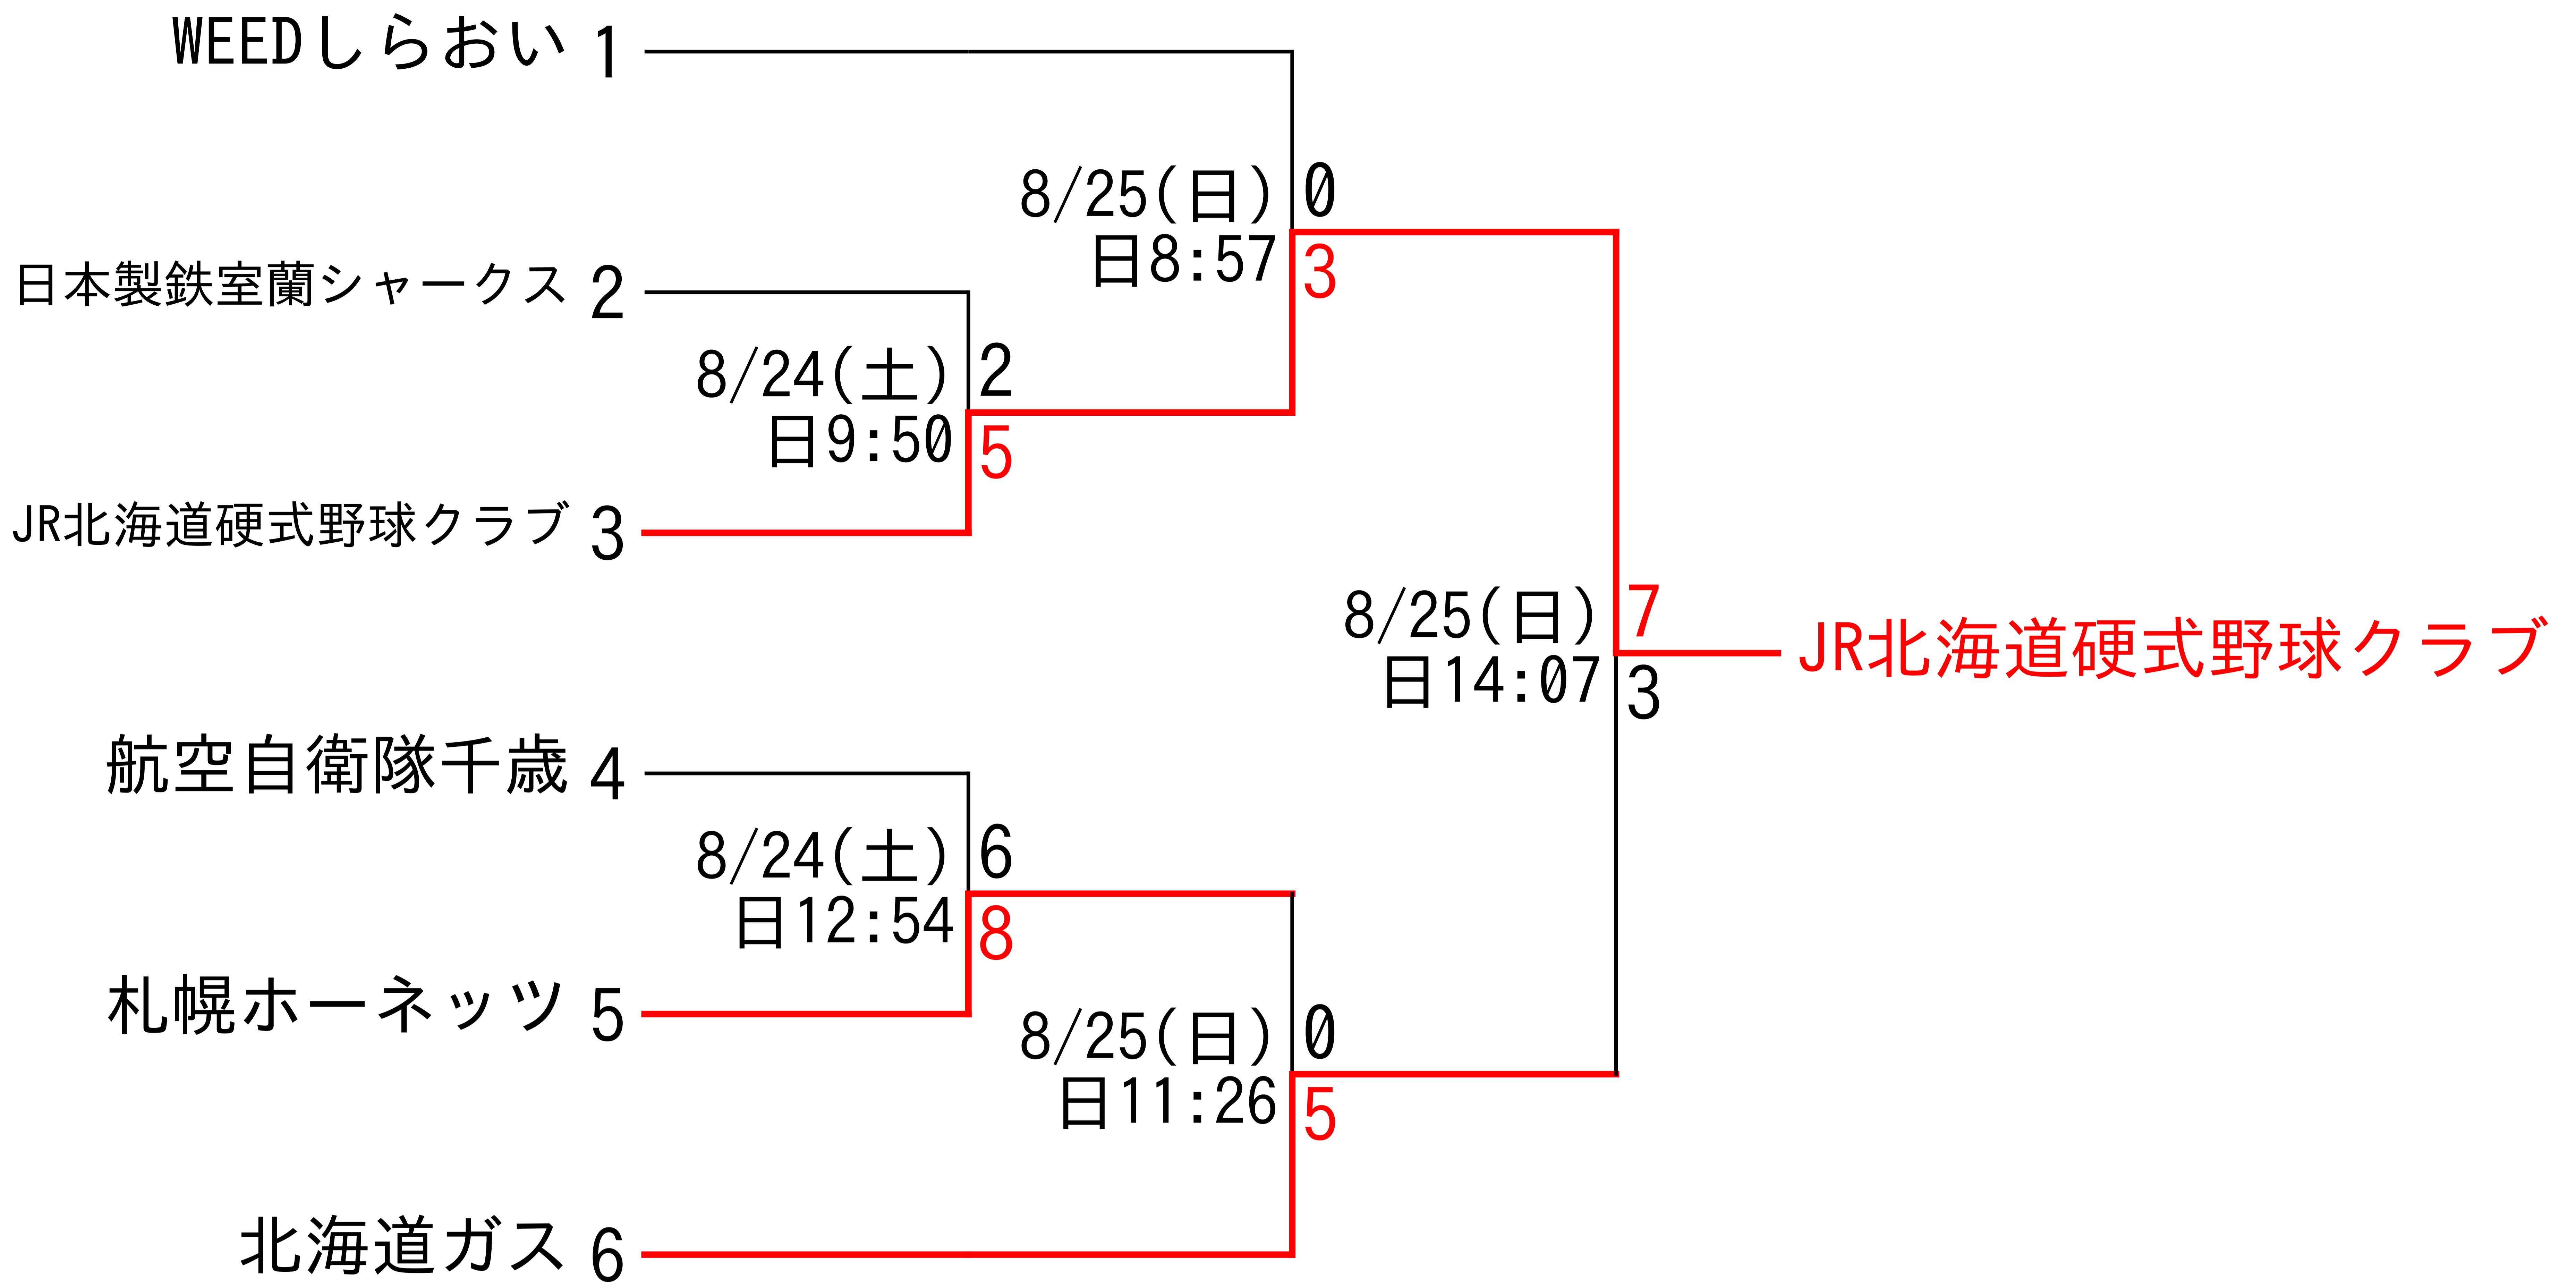 WEEDしらおい 1
8/25(日) 0
日8:57 3
日本製鉄室蘭シャークス 2
8/24(土) 2
日9:50 5
JR北海道硬式野球クラブ 3
8/25(日) 7
日14:07 3
JR北海道硬式野球クラブ
航空自衛隊千歳 4
8/24(土) 6
日12:54 8
札幌ホーネッツ 5
8/25(日) 0
日11:26 5
北海道ガス 6